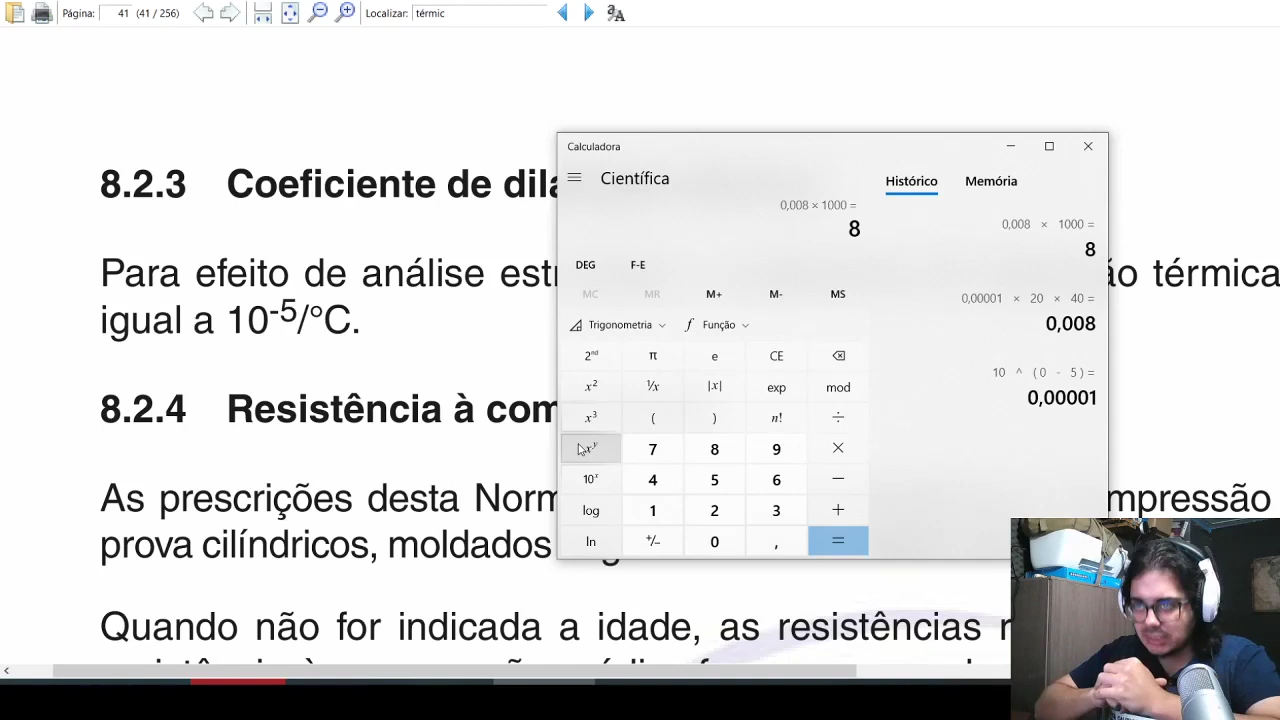 Página: 41 (41 / 256) Localizar: térmic
8.2.3 Coeficiente de dila
Para efeito de análise est
ão térmica
igual a 10-5/°C.
8.2.4 Resistência à com
As prescrições desta Norm
mpressão
prova cilíndricos, moldados
Quando não for indicada a idade, as resistências
Calculadora
Científica
0,008 × 1000 =
8
DEG F-E
MC MR M+ M- MS
Trigonometria f Função
2nd π e CE
x² ¹/x |x| exp mod
x³ ( ) n! ÷
xʸ 7 8 9 ×
10ˣ 4 5 6 −
log 1 2 3 +
ln +/− 0 , =
Histórico Memória
0,008 × 1000 =
8
0,00001 × 20 × 40 =
0,008
10 ^ ( 0 - 5 ) =
0,00001